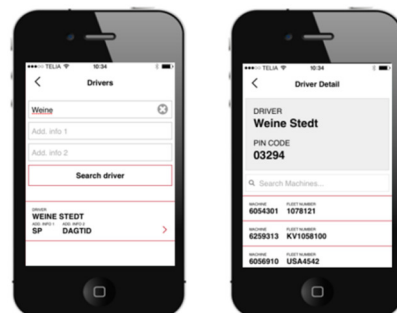 TELIA 10:34
Drivers
Weine
Add. info 1
Add. info 2
Search driver
DRIVER
WEINE STEDT
ADD. INFO 1 ADD. INFO 2
SP DAGTID
TELIA 10:34
Driver Detail
DRIVER
Weine Stedt
PIN CODE
03294
Search Machines...
MACHINE FLEET NUMBER
6054301 1078121
MACHINE FLEET NUMBER
6259313 KV1058100
MACHINE FLEET NUMBER
6056910 USA4542